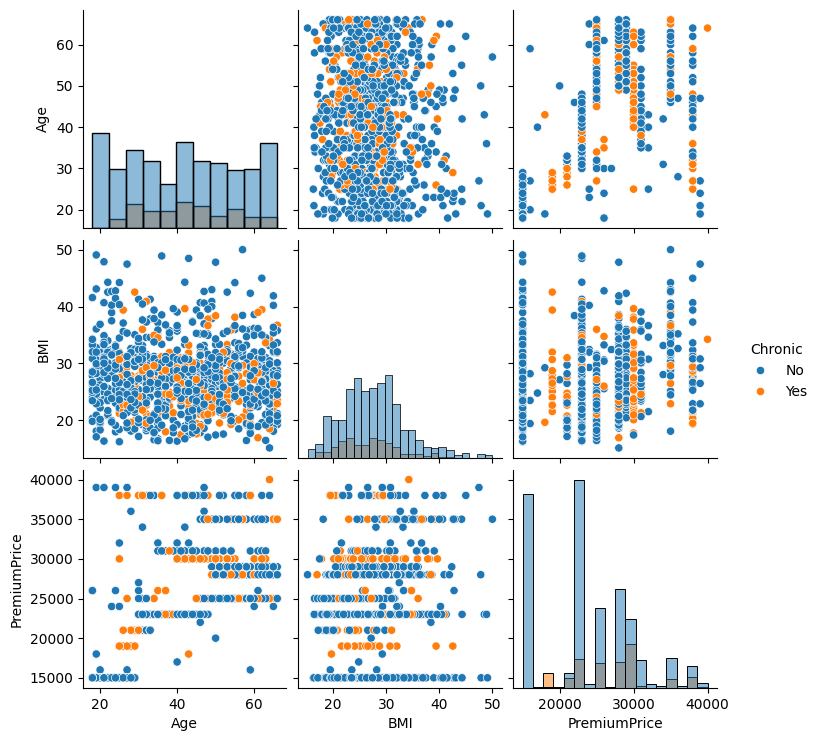 60
50
40
30
20
Age
50
40
30
20
BMI
Chronic
No
Yes
40000
35000
30000
25000
20000
15000
PremiumPrice
20 40 60
20 30 40 50
20000 30000 40000
Age BMI PremiumPrice